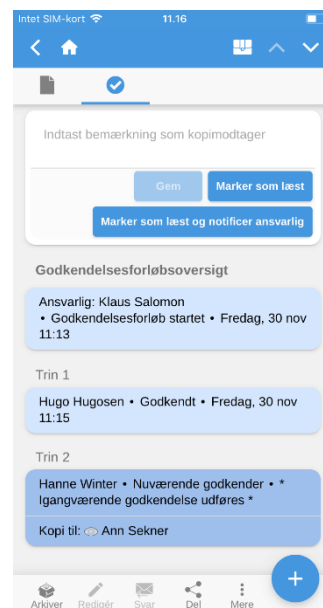 Intet SIM-kort 11.16
Indtast bemærkning som kopimodtager
Gem Marker som læst
Marker som læst og notificer ansvarlig
Godkendelsesforløbsoversigt
Ansvarlig: Klaus Salomon
• Godkendelsesforløb startet • Fredag, 30 nov
11:13
Trin 1
Hugo Hugosen • Godkendt • Fredag, 30 nov
11:15
Trin 2
Hanne Winter • Nuværende godkender • *
Igangværende godkendelse udføres *
Kopi til: Ann Sekner
Arkiver Redigér Svar Del Mere